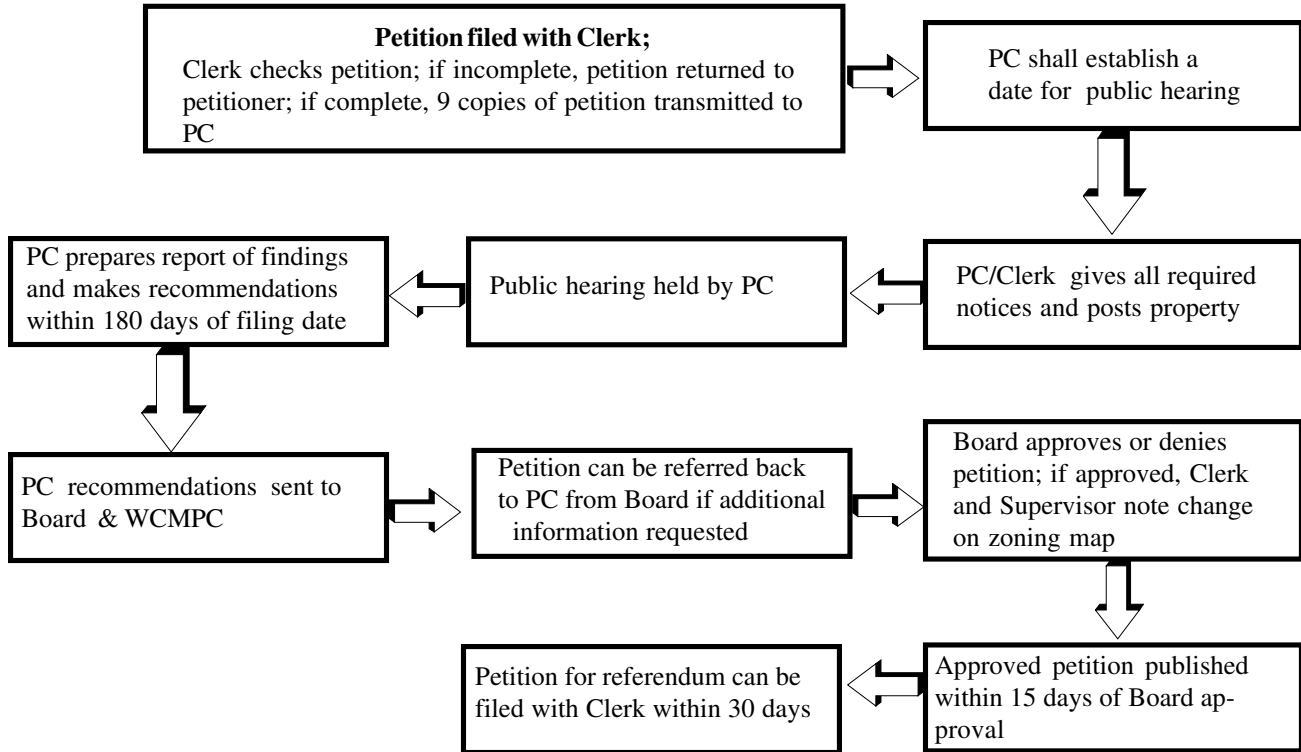 Petition filed with Clerk;
Clerk checks petition; if incomplete, petition returned to
petitioner; if complete, 9 copies of petition transmitted to
PC
PC shall establish a
date for public hearing
PC/Clerk gives all required
notices and posts property
Public hearing held by PC
PC prepares report of findings
and makes recommendations
within 180 days of filing date
PC recommendations sent to
Board & WCMPC
Petition can be referred back
to PC from Board if additional
information requested
Board approves or denies
petition; if approved, Clerk
and Supervisor note change
on zoning map
Approved petition published
within 15 days of Board ap-
proval
Petition for referendum can be
filed with Clerk within 30 days